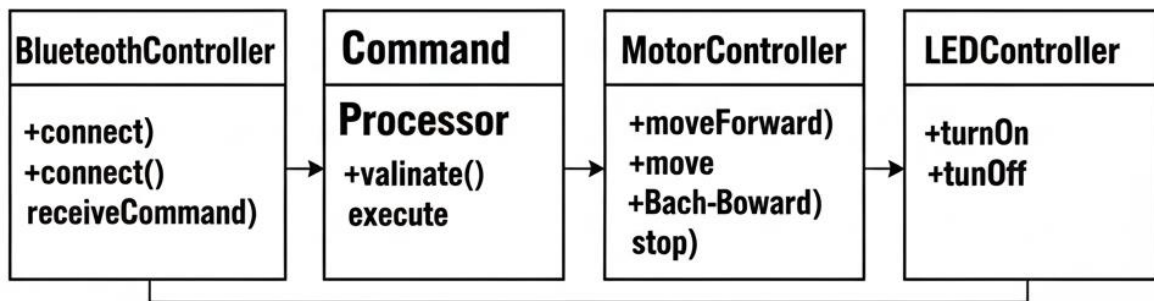 BlueteothController
+connect)
+connect()
receiveCommand)
Command
Processor
+valinate()
execute
MotorController
+moveForward)
+move
+Bach-Boward)
stop)
LEDController
+turnOn
+tunOff